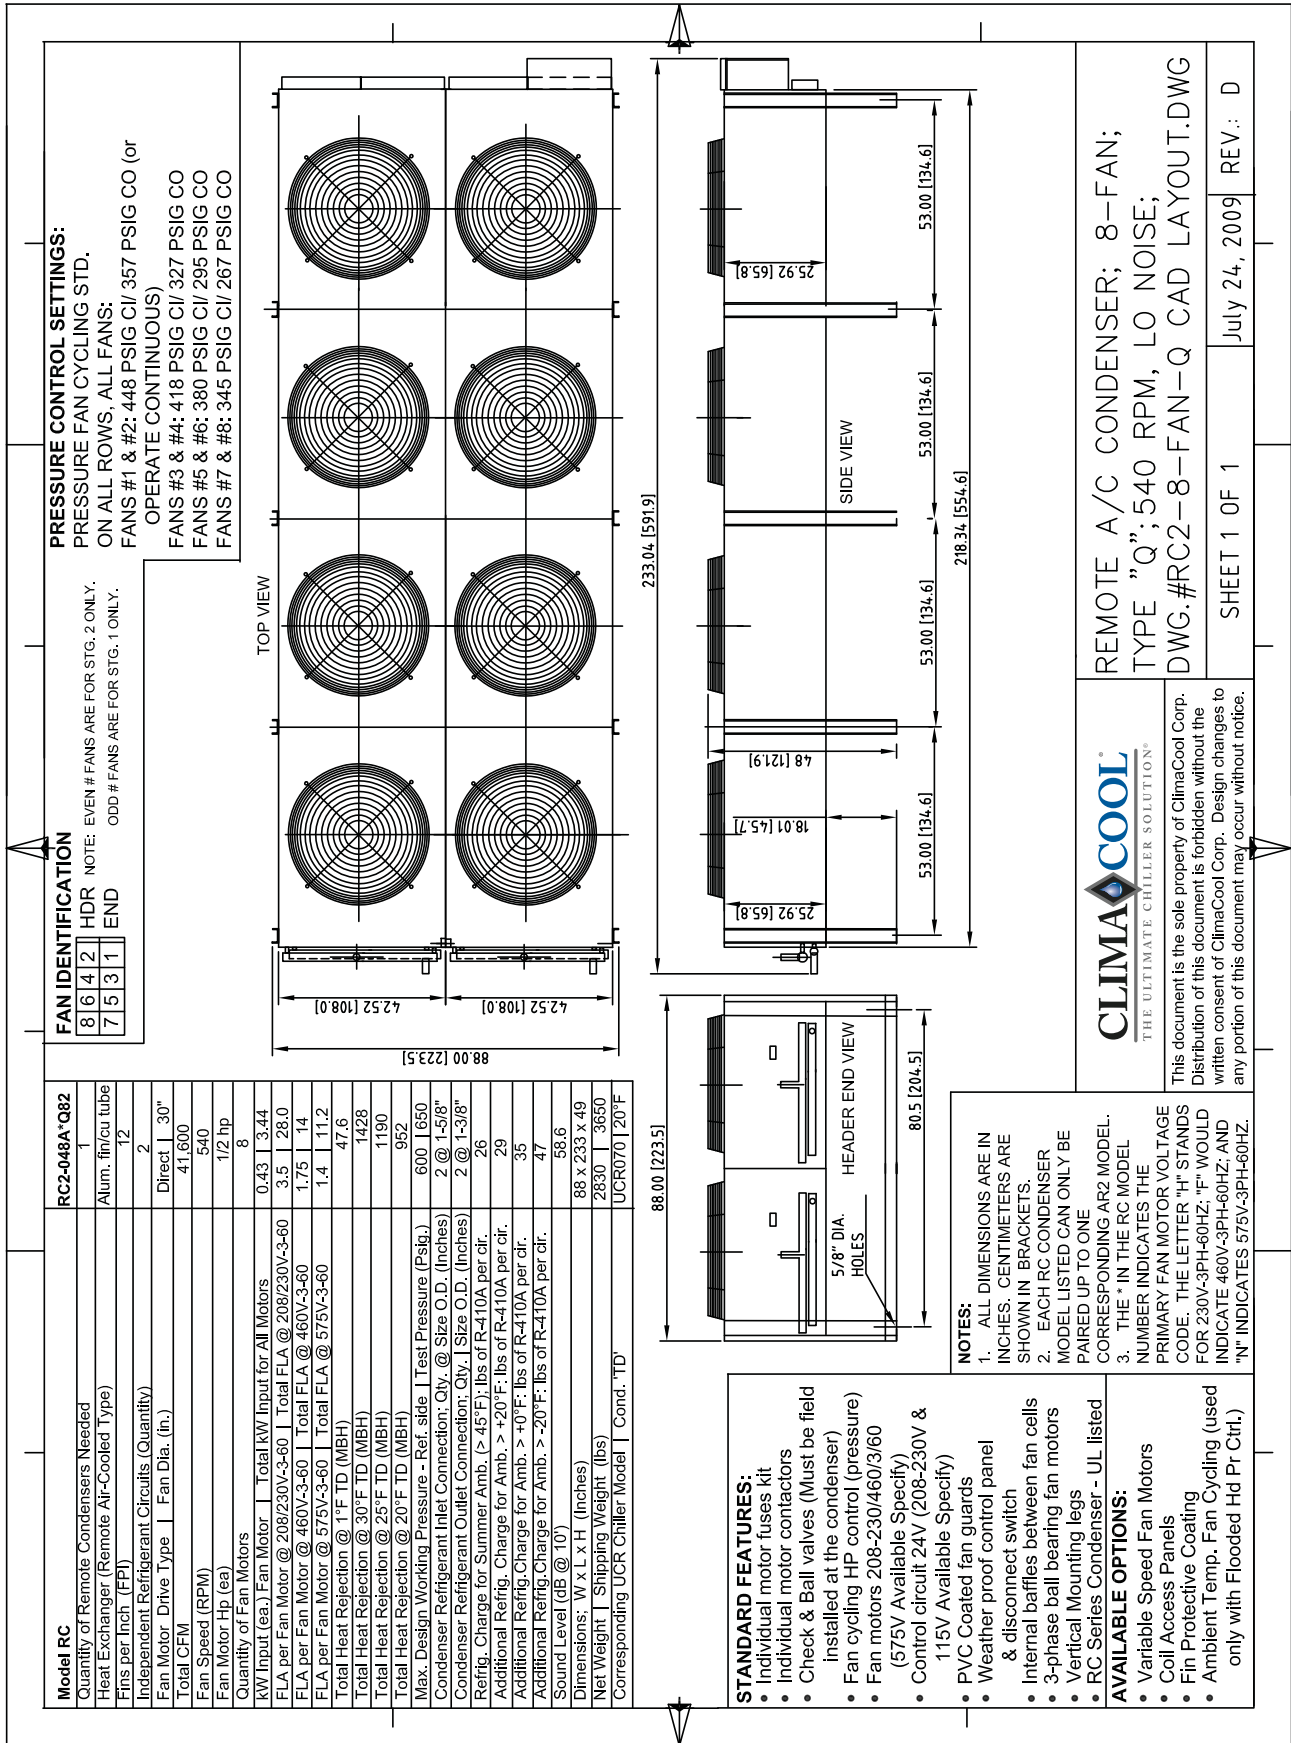 Model RC RC2-048A*Q82
Quantity of Remote Condensers Needed 1
Heat Exchanger (Remote Air-Cooled Type) Alum. fin/cu tube
Fins per Inch (FPI) 12
Independent Refrigerant Circuits (Quantity) 2
Fan Motor Drive Type | Fan Dia. (in.) Direct | 30"
Total CFM 41,600
Fan Speed (RPM) 540
Fan Motor Hp (ea) 1/2 hp
Quantity of Fan Motors 8
kW Input (ea.) Fan Motor | Total kW Input for All Motors 0.43 | 3.44
FLA per Fan Motor @ 208/230V-3-60 | Total FLA @ 208/230V-3-60 3.5 | 28.0
FLA per Fan Motor @ 460V-3-60 | Total FLA @ 460V-3-60 1.75 | 14
FLA per Fan Motor @ 575V-3-60 | Total FLA @ 575V-3-60 1.4 | 11.2
Total Heat Rejection @ 1°F TD (MBH) 47.6
Total Heat Rejection @ 30°F TD (MBH) 1428
Total Heat Rejection @ 25°F TD (MBH) 1190
Total Heat Rejection @ 20°F TD (MBH) 952
Max. Design Working Pressure - Ref. side | Test Pressure (Psig.) 600 | 650
Condenser Refrigerant Inlet Connection; Qty. @ Size O.D. (Inches) 2 @ 1-5/8"
Condenser Refrigerant Outlet Connection; Qty. | Size O.D. (Inches) 2 @ 1-3/8"
Refrig. Charge for Summer Amb. (> 45°F); lbs of R-410A per cir. 26
Additional Refrig. Charge for Amb. > +20°F: lbs of R-410A per cir. 29
Additional Refrig.Charge for Amb. > +0°F: lbs of R-410A per cir. 35
Additional Refrig.Charge for Amb. > -20°F: lbs of R-410A per cir. 47
Sound Level (dB @ 10') 58.6
Dimensions: W x L x H (Inches) 88 x 233 x 49
Net Weight | Shipping Weight (lbs) 2830 | 3650
Corresponding UCR Chiller Model | Cond. 'TD' UCR070 | 20°F
FAN IDENTIFICATION
8 6 4 2 HDR
7 5 3 1 END
NOTE: EVEN # FANS ARE FOR STG. 2 ONLY.
ODD # FANS ARE FOR STG. 1 ONLY.
PRESSURE CONTROL SETTINGS:
PRESSURE FAN CYCLING STD.
ON ALL ROWS, ALL FANS:
FANS #1 & #2: 448 PSIG CI/ 357 PSIG CO (or
OPERATE CONTINUOUS)
FANS #3 & #4: 418 PSIG CI/ 327 PSIG CO
FANS #5 & #6: 380 PSIG CI/ 295 PSIG CO
FANS #7 & #8: 345 PSIG CI/ 267 PSIG CO
TOP VIEW
42.52 [108.0]
42.52 [108.0]
88.00 [223.5]
233.04 [591.9]
88.00 [223.5]
5/8" DIA.
HOLES
HEADER END VIEW
80.5 [204.5]
25.92 [65.8]
18.01 [45.7]
48 [121.9]
SIDE VIEW
25.92 [65.8]
53.00 [134.6]
53.00 [134.6]
53.00 [134.6]
53.00 [134.6]
218.34 [554.6]
STANDARD FEATURES:
• Individual motor fuses kit
• Individual motor contactors
• Check & Ball valves (Must be field
installed at the condenser)
• Fan cycling HP control (pressure)
• Fan motors 208-230/460/3/60
(575V Available Specify)
• Control circuit 24V (208-230V &
115V Available Specify)
• PVC Coated fan guards
• Weather proof control panel
& disconnect switch
• Internal baffles between fan cells
• 3-phase ball bearing fan motors
• Vertical Mounting legs
• RC Series Condenser - UL listed
AVAILABLE OPTIONS:
• Variable Speed Fan Motors
• Coil Access Panels
• Fin Protective Coating
• Ambient Temp. Fan Cycling (used
only with Flooded Hd Pr Ctrl.)
NOTES:
1. ALL DIMENSIONS ARE IN
INCHES. CENTIMETERS ARE
SHOWN IN BRACKETS.
2. EACH RC CONDENSER
MODEL LISTED CAN ONLY BE
PAIRED UP TO ONE
CORRESPONDING AR2 MODEL.
3. THE * IN THE RC MODEL
NUMBER INDICATES THE
PRIMARY FAN MOTOR VOLTAGE
CODE. THE LETTER "H" STANDS
FOR 230V-3PH-60HZ; "F" WOULD
INDICATE 460V-3PH-60HZ; AND
"N" INDICATES 575V-3PH-60HZ.
CLIMACOOL
THE ULTIMATE CHILLER SOLUTION®
This document is the sole property of ClimaCool Corp.
Distribution of this document is forbidden without the
written consent of ClimaCool Corp. Design changes to
any portion of this document may occur without notice.
REMOTE A/C CONDENSER; 8-FAN;
TYPE "Q"; 540 RPM, LO NOISE;
DWG.#RC2-8-FAN-Q CAD LAYOUT.DWG
SHEET 1 OF 1 July 24, 2009 REV.: D